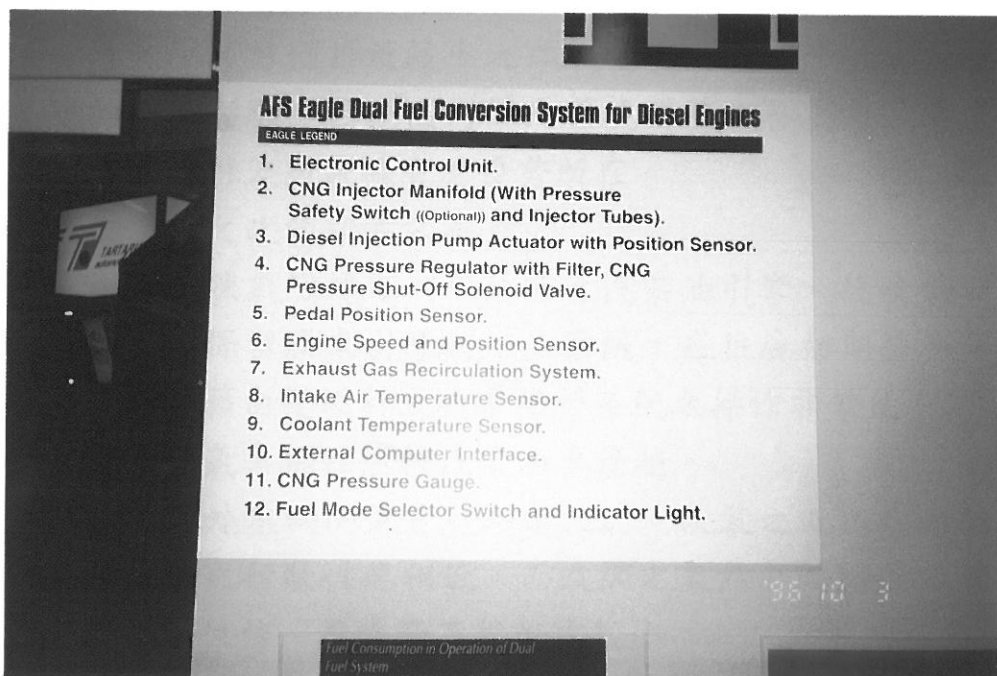 AFS Eagle Dual Fuel Conversion System for Diesel Engines
EAGLE LEGEND
1. Electronic Control Unit.
2. CNG Injector Manifold (With Pressure
Safety Switch ((Optional)) and Injector Tubes).
3. Diesel Injection Pump Actuator with Position Sensor.
4. CNG Pressure Regulator with Filter, CNG
Pressure Shut-Off Solenoid Valve.
5. Pedal Position Sensor.
6. Engine Speed and Position Sensor.
7. Exhaust Gas Recirculation System.
8. Intake Air Temperature Sensor.
9. Coolant Temperature Sensor.
10. External Computer Interface.
11. CNG Pressure Gauge.
12. Fuel Mode Selector Switch and Indicator Light.
'96 10 3
Fuel Consumption in Operation of Dual
Fuel System